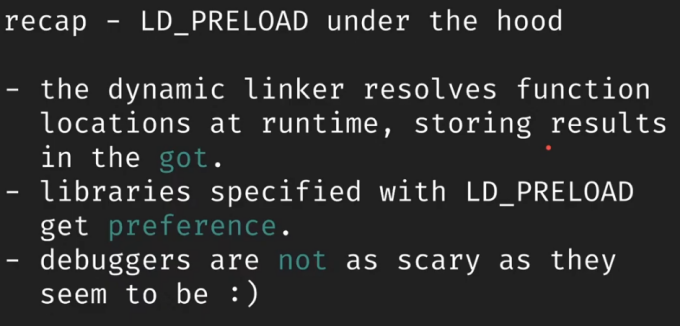 recap - LD_PRELOAD under the hood
- the dynamic linker resolves function
locations at runtime, storing results
in the got.
- libraries specified with LD_PRELOAD
get preference.
- debuggers are not as scary as they
seem to be :)